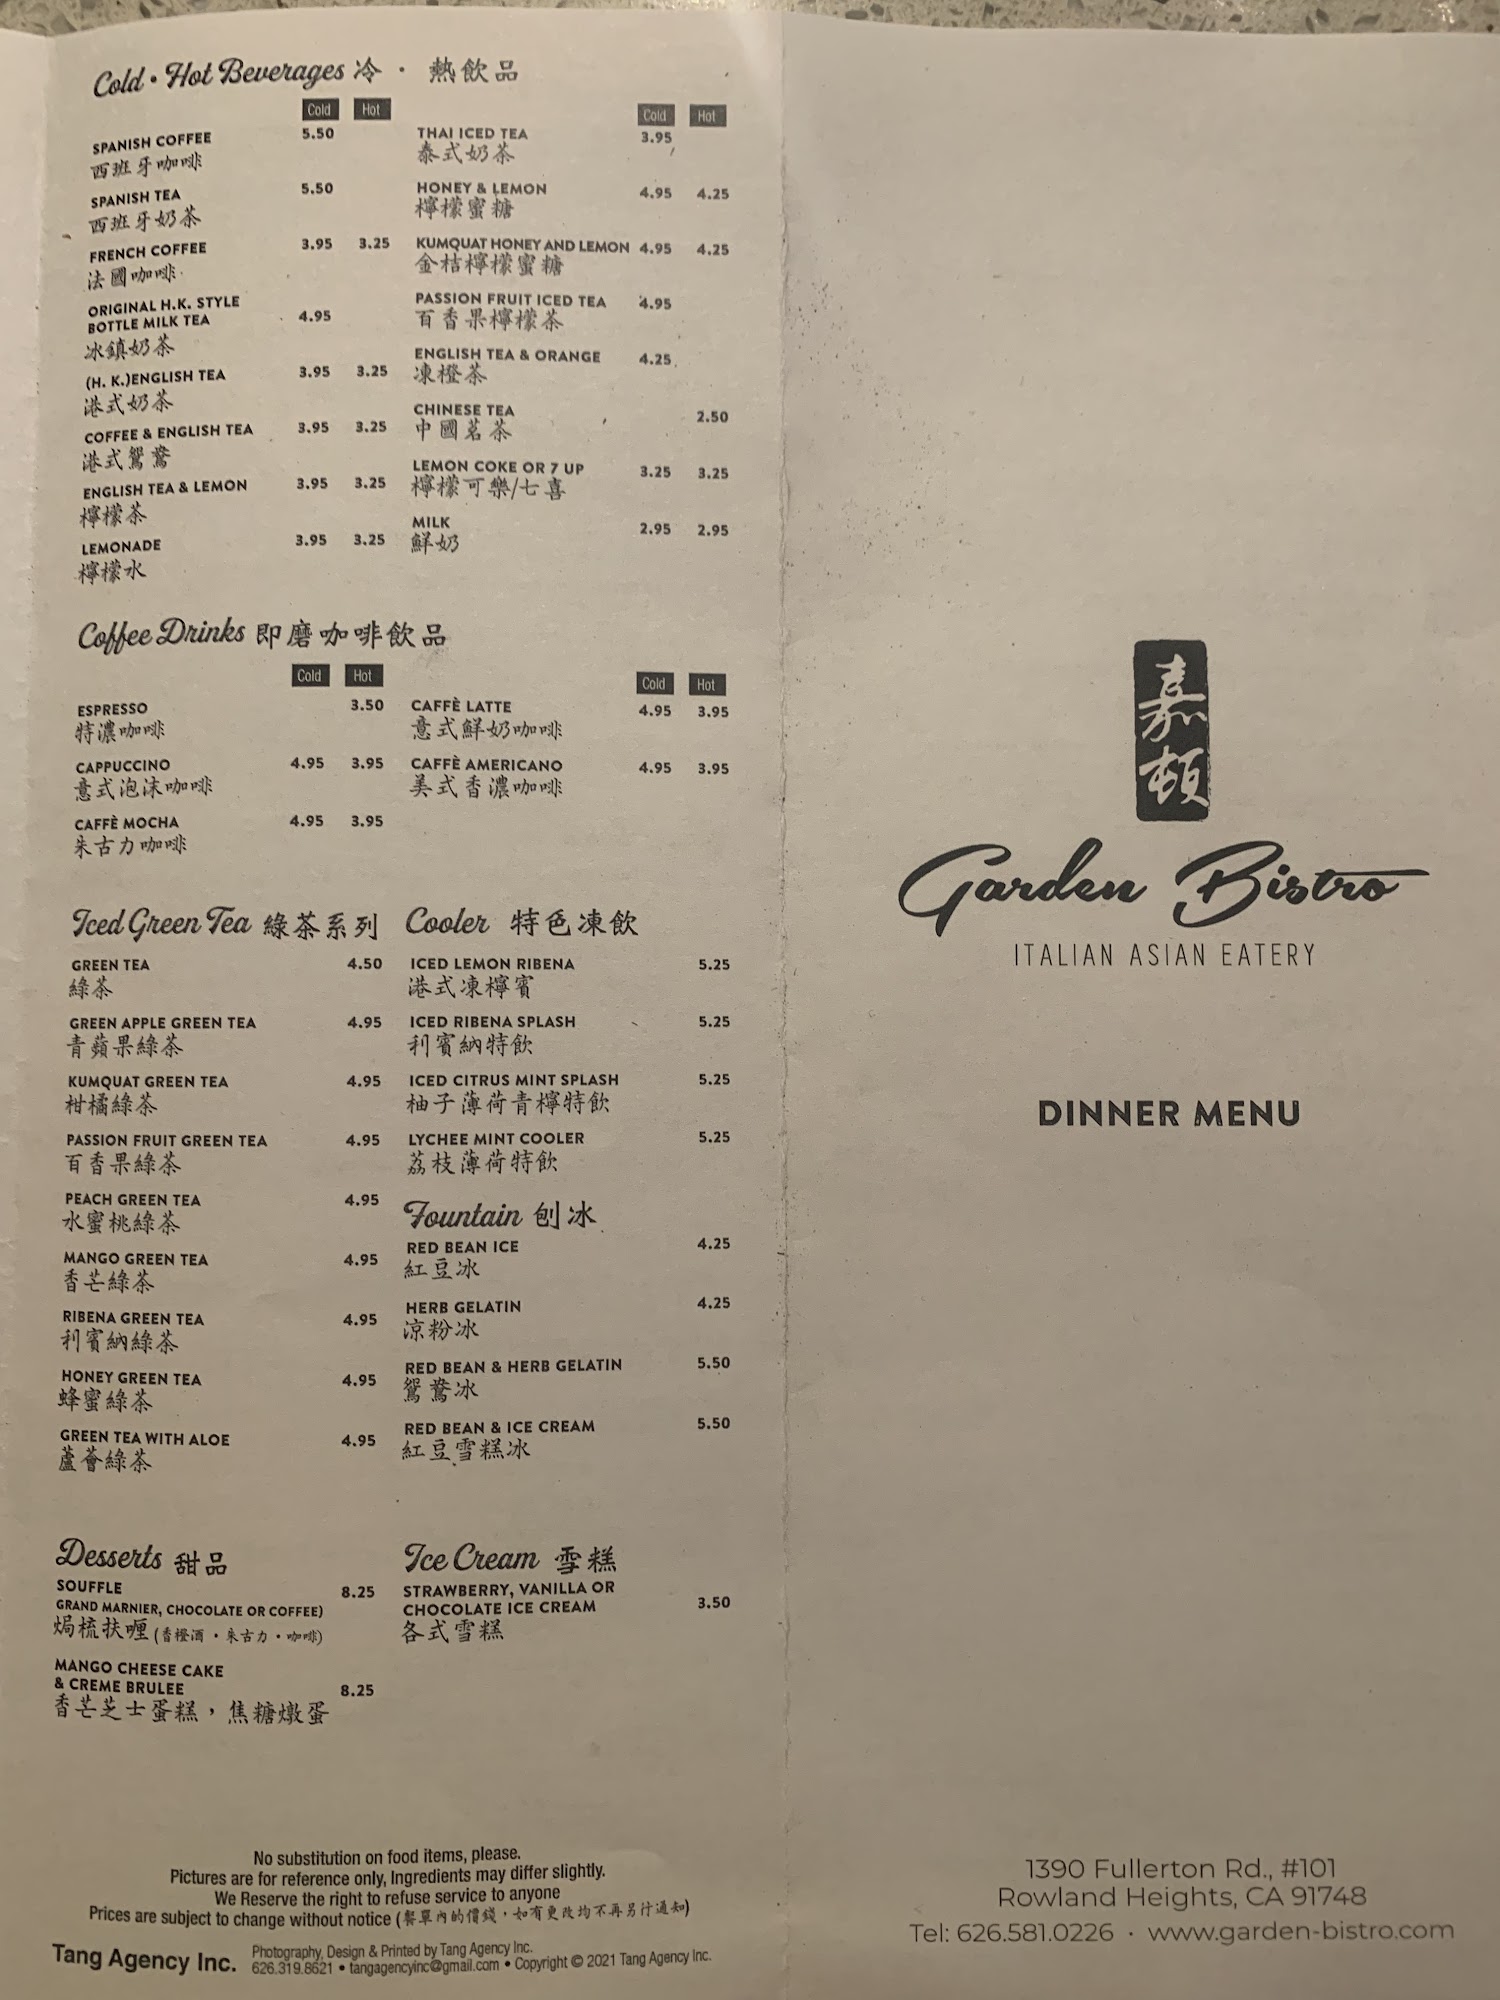 Cold • Hot Beverages 冷 · 熱飲品
Cold Hot
SPANISH COFFEE 5.50
西班牙咖啡
SPANISH TEA 5.50
西班牙奶茶
FRENCH COFFEE 3.95 3.25
法國咖啡
ORIGINAL H.K. STYLE
BOTTLE MILK TEA 4.95
冰鎮奶茶
(H. K.)ENGLISH TEA 3.95 3.25
港式奶茶
COFFEE & ENGLISH TEA 3.95 3.25
港式鴛鴦
ENGLISH TEA & LEMON 3.95 3.25
檸檬茶
LEMONADE 3.95 3.25
檸檬水
Cold Hot
THAI ICED TEA 3.95
泰式奶茶
HONEY & LEMON 4.95 4.25
檸檬蜜糖
KUMQUAT HONEY AND LEMON 4.95 4.25
金桔檸檬蜜糖
PASSION FRUIT ICED TEA 4.95
百香果檸檬茶
ENGLISH TEA & ORANGE 4.25
凍橙茶
CHINESE TEA 2.50
中國茗茶
LEMON COKE OR 7 UP 3.25 3.25
檸檬可樂/七喜
MILK 2.95 2.95
鮮奶
Coffee Drinks 即磨咖啡飲品
Cold Hot
ESPRESSO 3.50
特濃咖啡
CAPPUCCINO 4.95 3.95
意式泡沫咖啡
CAFFÈ MOCHA 4.95 3.95
朱古力咖啡
Cold Hot
CAFFÈ LATTE 4.95 3.95
意式鮮奶咖啡
CAFFÈ AMERICANO 4.95 3.95
美式香濃咖啡
Iced Green Tea 綠茶系列
GREEN TEA 4.50
綠茶
GREEN APPLE GREEN TEA 4.95
青蘋果綠茶
KUMQUAT GREEN TEA 4.95
柑橘綠茶
PASSION FRUIT GREEN TEA 4.95
百香果綠茶
PEACH GREEN TEA 4.95
水蜜桃綠茶
MANGO GREEN TEA 4.95
香芒綠茶
RIBENA GREEN TEA 4.95
利賓納綠茶
HONEY GREEN TEA 4.95
蜂蜜綠茶
GREEN TEA WITH ALOE 4.95
蘆薈綠茶
Cooler 特色凍飲
ICED LEMON RIBENA 5.25
港式凍檸賓
ICED RIBENA SPLASH 5.25
利賓納特飲
ICED CITRUS MINT SPLASH 5.25
柚子薄荷青檸特飲
LYCHEE MINT COOLER 5.25
荔枝薄荷特飲
Fountain 刨冰
RED BEAN ICE 4.25
紅豆冰
HERB GELATIN 4.25
涼粉冰
RED BEAN & HERB GELATIN 5.50
鴛鴦冰
RED BEAN & ICE CREAM 5.50
紅豆雪糕冰
Desserts 甜品
SOUFFLE 8.25
GRAND MARNIER, CHOCOLATE OR COFFEE)
焗梳扶喱 (香橙酒 · 朱古力 · 咖啡)
MANGO CHEESE CAKE
& CREME BRULEE 8.25
香芒芝士蛋糕，焦糖燉蛋
Ice Cream 雪糕
STRAWBERRY, VANILLA OR
CHOCOLATE ICE CREAM 3.50
各式雪糕
No substitution on food items, please.
Pictures are for reference only, Ingredients may differ slightly.
We Reserve the right to refuse service to anyone
Prices are subject to change without notice (餐單內的價錢，如有更改均不再另行通知)
Tang Agency Inc.
Photography, Design & Printed by Tang Agency Inc.
626.319.8621 • tangagencyinc@gmail.com • Copyright © 2021 Tang Agency Inc.
嘉頓
Garden Bistro
ITALIAN ASIAN EATERY
DINNER MENU
1390 Fullerton Rd., #101
Rowland Heights, CA 91748
Tel: 626.581.0226 · www.garden-bistro.com